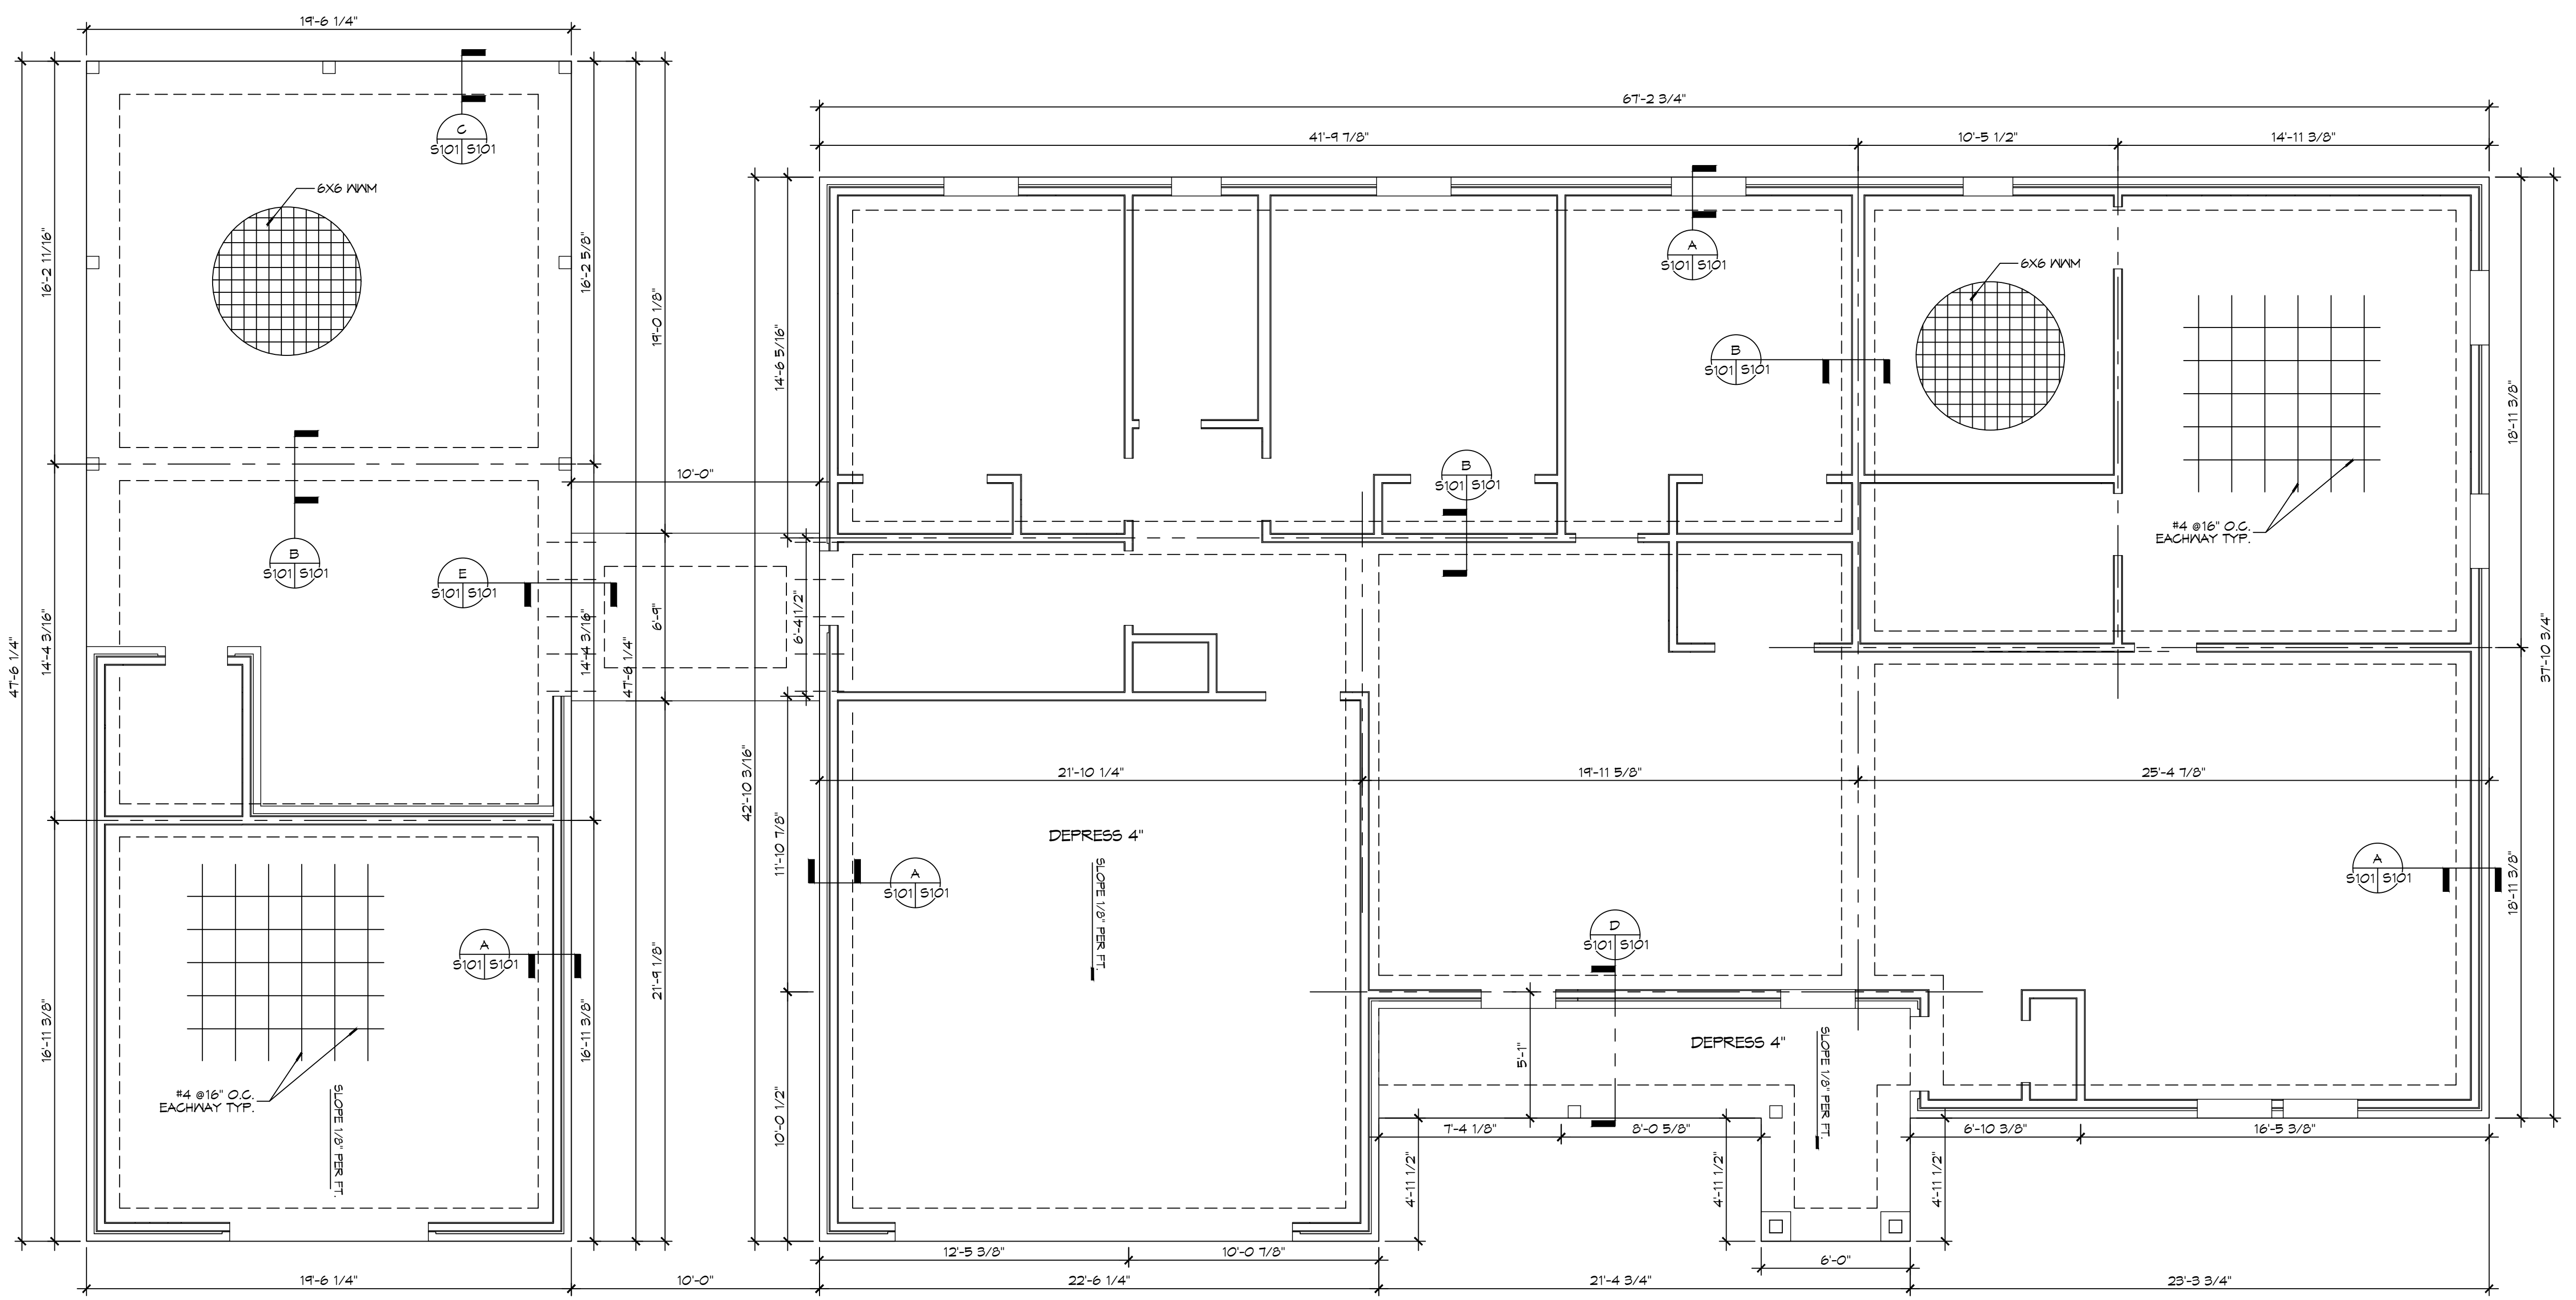 19'-6 1/4"
67'-2 3/4"
41'-9 7/8"
10'-5 1/2"
14'-11 3/8"
C
S101 S101
6X6 WWM
16'-2 11/16"
16'-2 5/8"
19'-0 1/8"
14'-6 5/16"
A
S101 S101
6X6 WWM
B
S101 S101
18'-11 3/8"
10'-0"
B
S101 S101
#4 @16" O.C.
EACHWAY TYP.
B
S101 S101
E
S101 S101
47'-6 1/4"
14'-4 3/16"
14'-4 3/16"
47'-6 1/4"
6'-9"
6'-4 1/2"
37'-10 3/4"
42'-10 3/16"
21'-10 1/4"
19'-11 5/8"
25'-4 7/8"
DEPRESS 4"
11'-10 7/8"
SLOPE 1/8" PER FT.
A
S101 S101
A
S101 S101
18'-11 3/8"
A
S101 S101
D
S101 S101
21'-9 1/8"
16'-11 3/8"
16'-11 3/8"
#4 @16" O.C.
EACHWAY TYP.
SLOPE 1/8" PER FT.
10'-0 1/2"
5'-1"
DEPRESS 4"
SLOPE 1/8" PER FT.
7'-4 1/8"
8'-0 5/8"
6'-10 3/8"
16'-5 3/8"
4'-11 1/2"
4'-11 1/2"
4'-11 1/2"
12'-5 3/8"
10'-0 7/8"
6'-0"
19'-6 1/4"
10'-0"
22'-6 1/4"
21'-4 3/4"
23'-3 3/4"